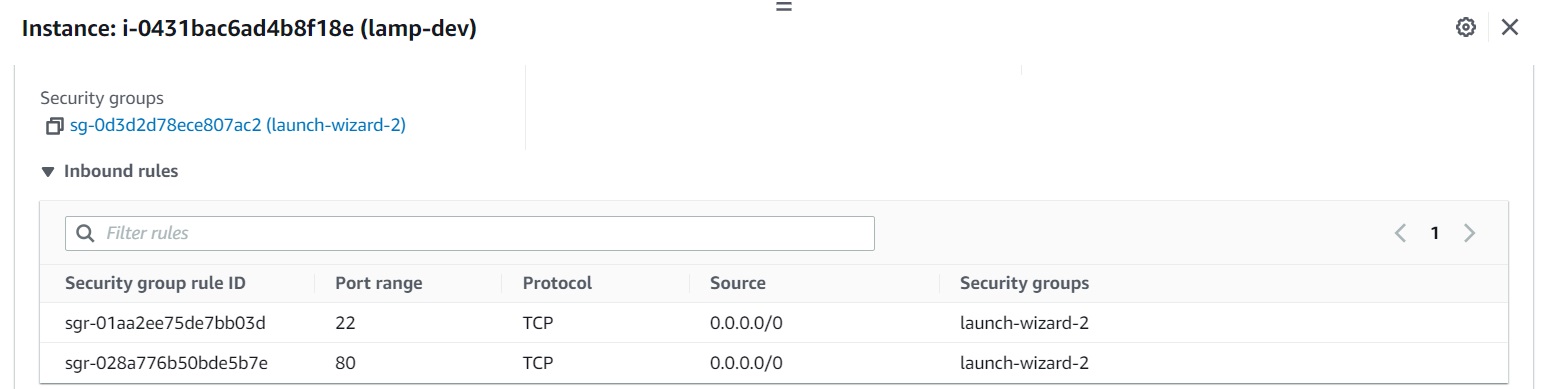 Instance: i-0431bac6ad4b8f18e (lamp-dev)
Security groups
sg-0d3d2d78ece807ac2 (launch-wizard-2)
Inbound rules
Filter rules
1
Security group rule ID Port range Protocol Source Security groups
sgr-01aa2ee75de7bb03d 22 TCP 0.0.0.0/0 launch-wizard-2
sgr-028a776b50bde5b7e 80 TCP 0.0.0.0/0 launch-wizard-2